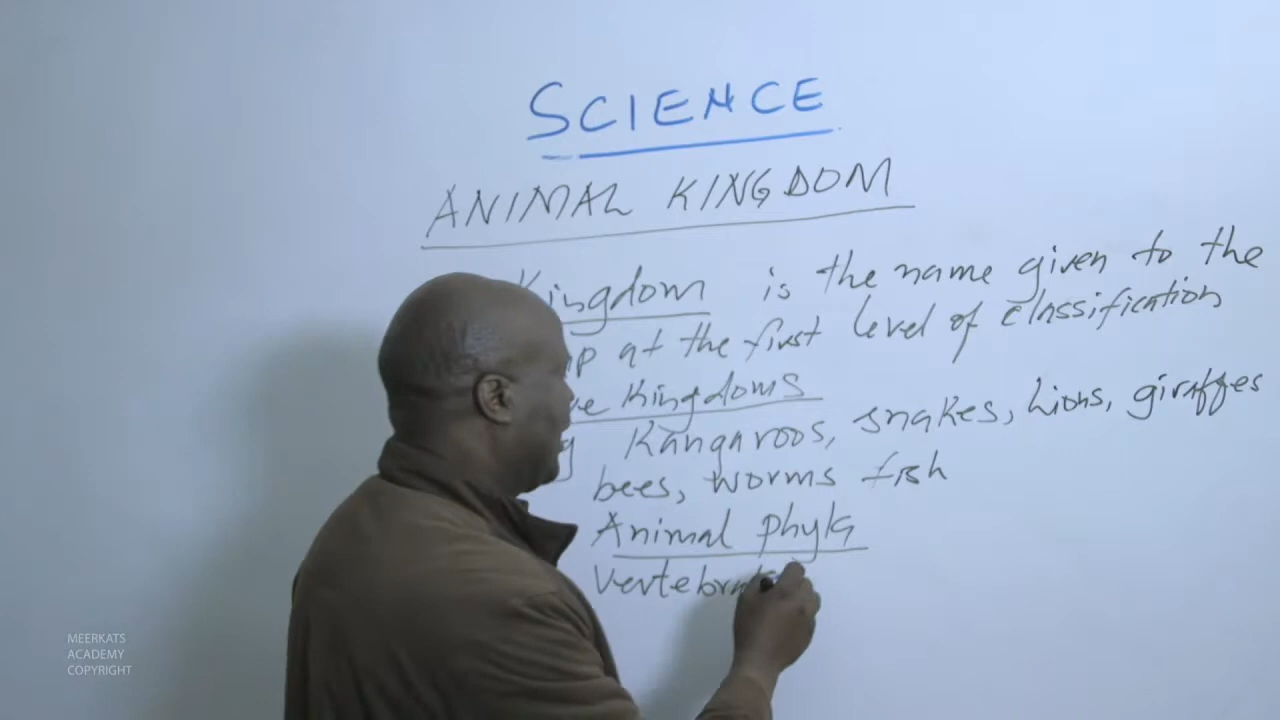 SCIENCE
ANIMAL KINGDOM
Kingdom is the name given to the
at the first level of classification
Kingdoms
Kangaroos, snakes, Lions, giraffes
bees, worms fish
Animal phyla
MEERKATS
ACADEMY
COPYRIGHT